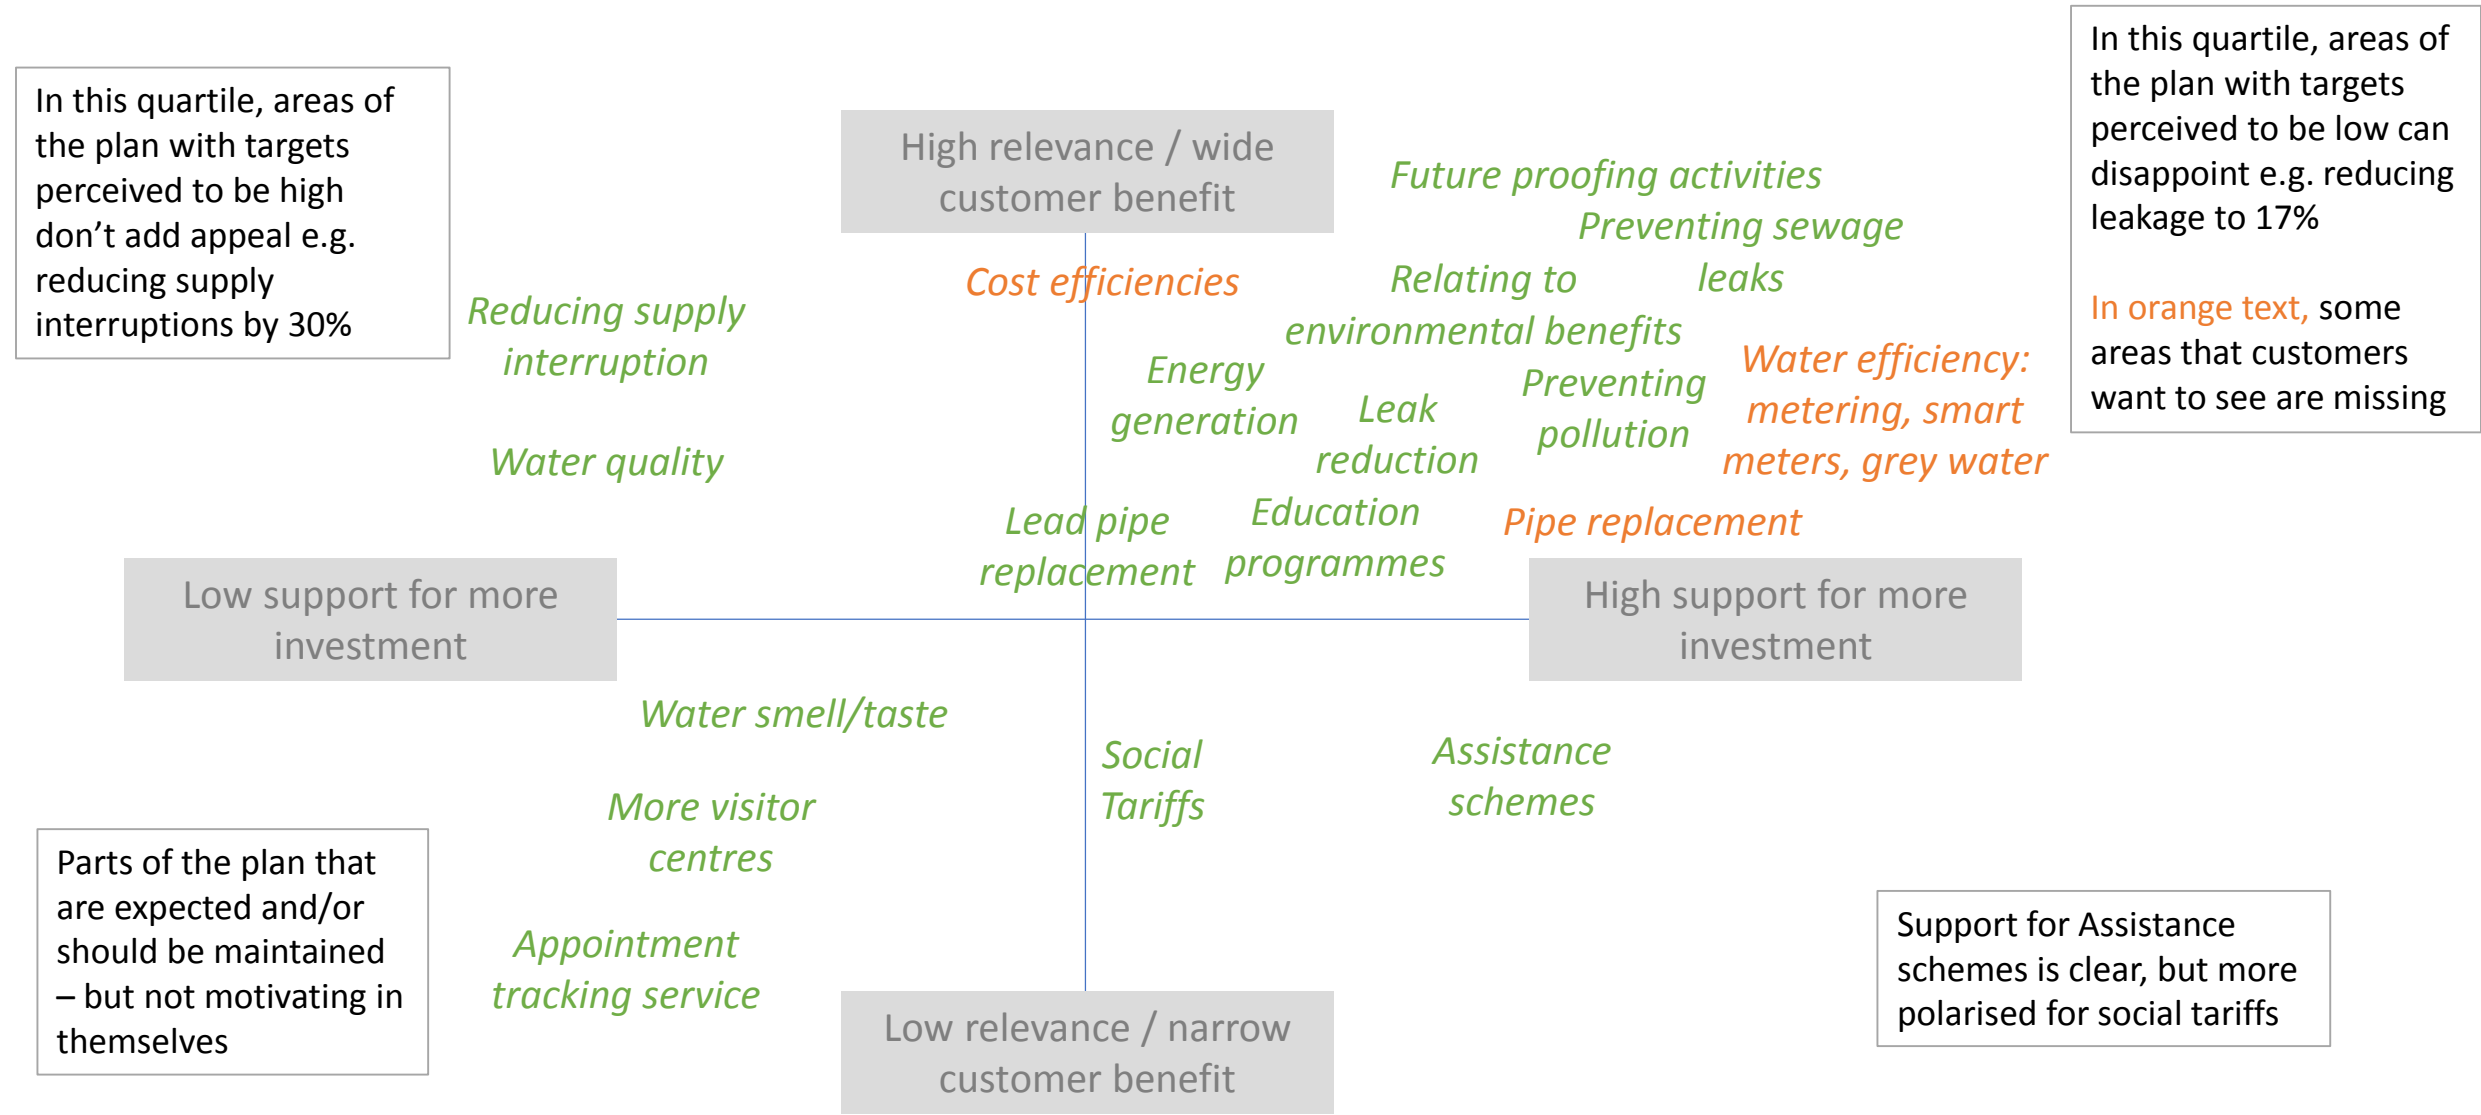 In this quartile, areas of
the plan with targets
perceived to be high
don’t add appeal e.g.
reducing supply
interruptions by 30%
High relevance / wide
customer benefit
In this quartile, areas of
the plan with targets
perceived to be low can
disappoint e.g. reducing
leakage to 17%
In orange text, some
areas that customers
want to see are missing
Future proofing activities
Preventing sewage
leaks
Cost efficiencies
Relating to
environmental benefits
Reducing supply
interruption
Energy
generation
Leak
reduction
Preventing
pollution
Water efficiency:
metering, smart
meters, grey water
Water quality
Lead pipe
replacement
Education
programmes
Pipe replacement
Low support for more
investment
High support for more
investment
Water smell/taste
Social
Tariffs
Assistance
schemes
More visitor
centres
Appointment
tracking service
Parts of the plan that
are expected and/or
should be maintained
– but not motivating in
themselves
Low relevance / narrow
customer benefit
Support for Assistance
schemes is clear, but more
polarised for social tariffs